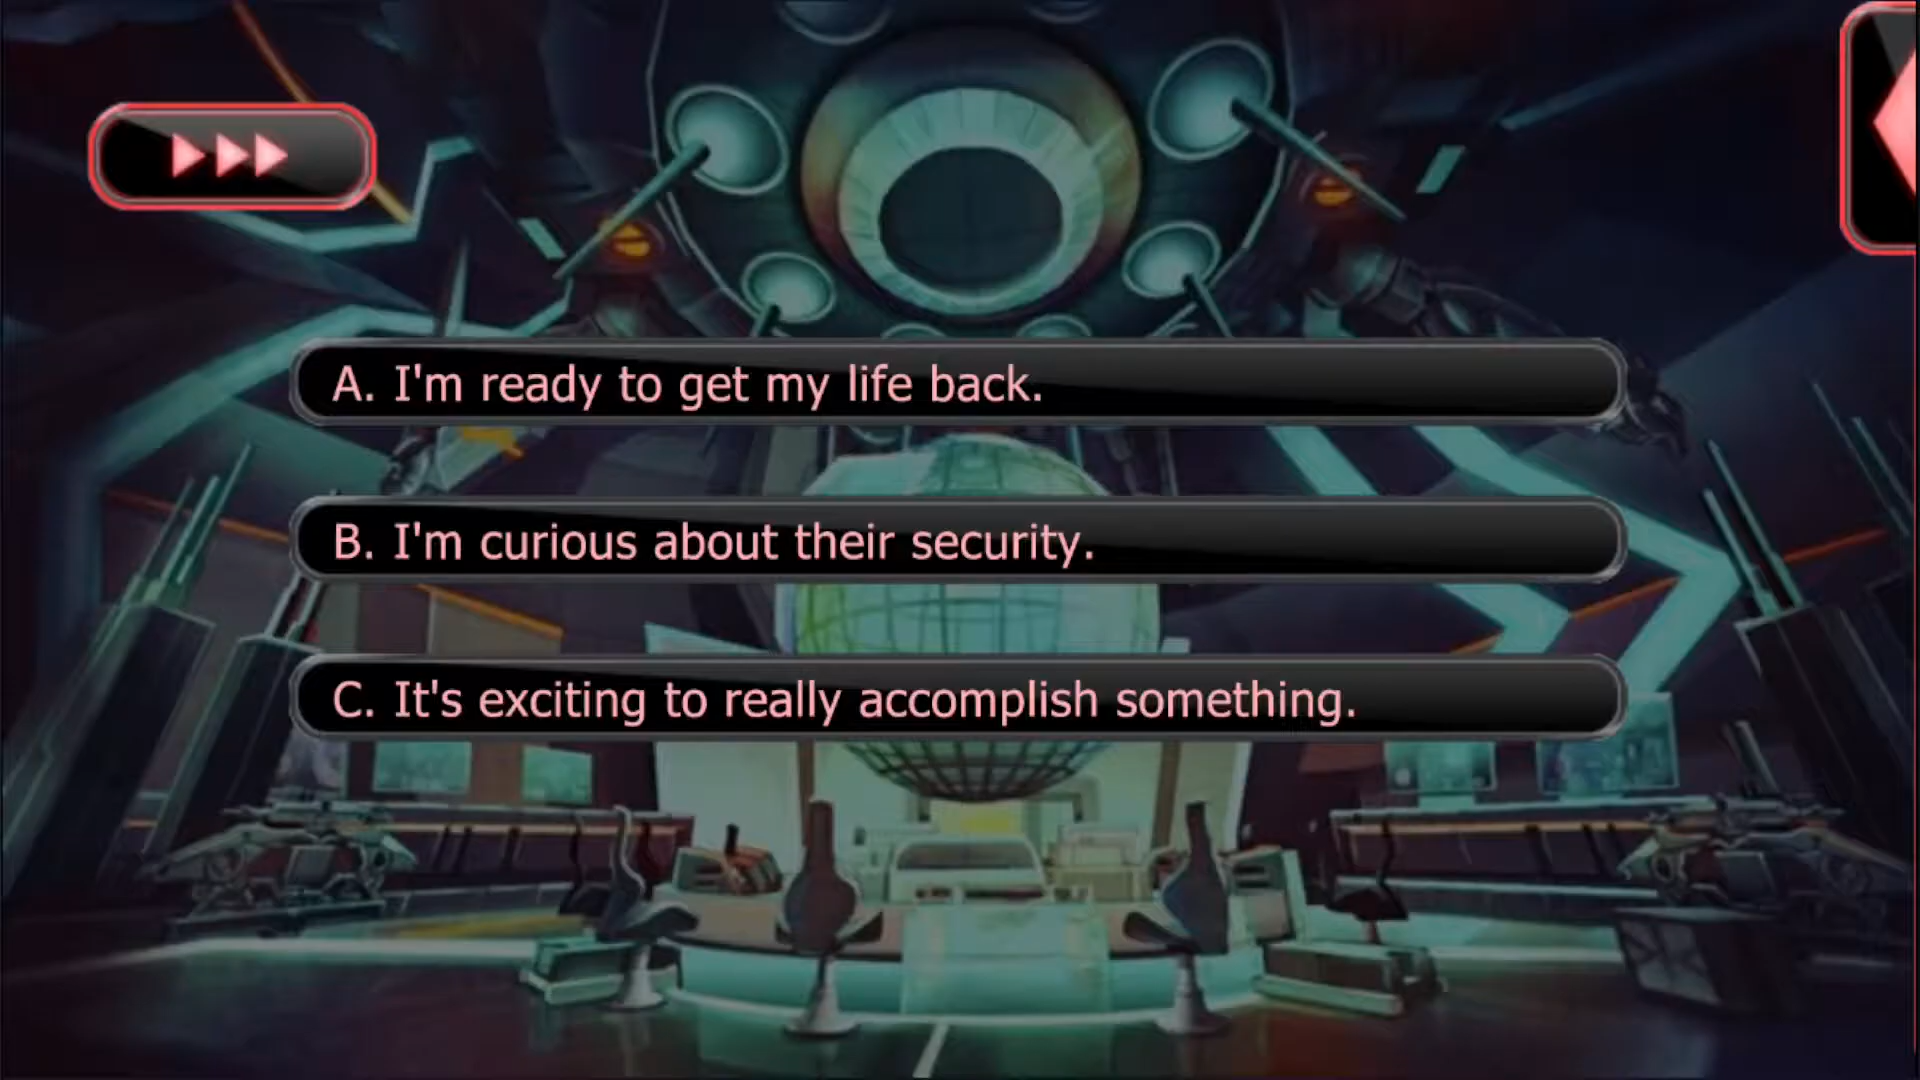 A. I'm ready to get my life back.
B. I'm curious about their security.
C. It's exciting to really accomplish something.